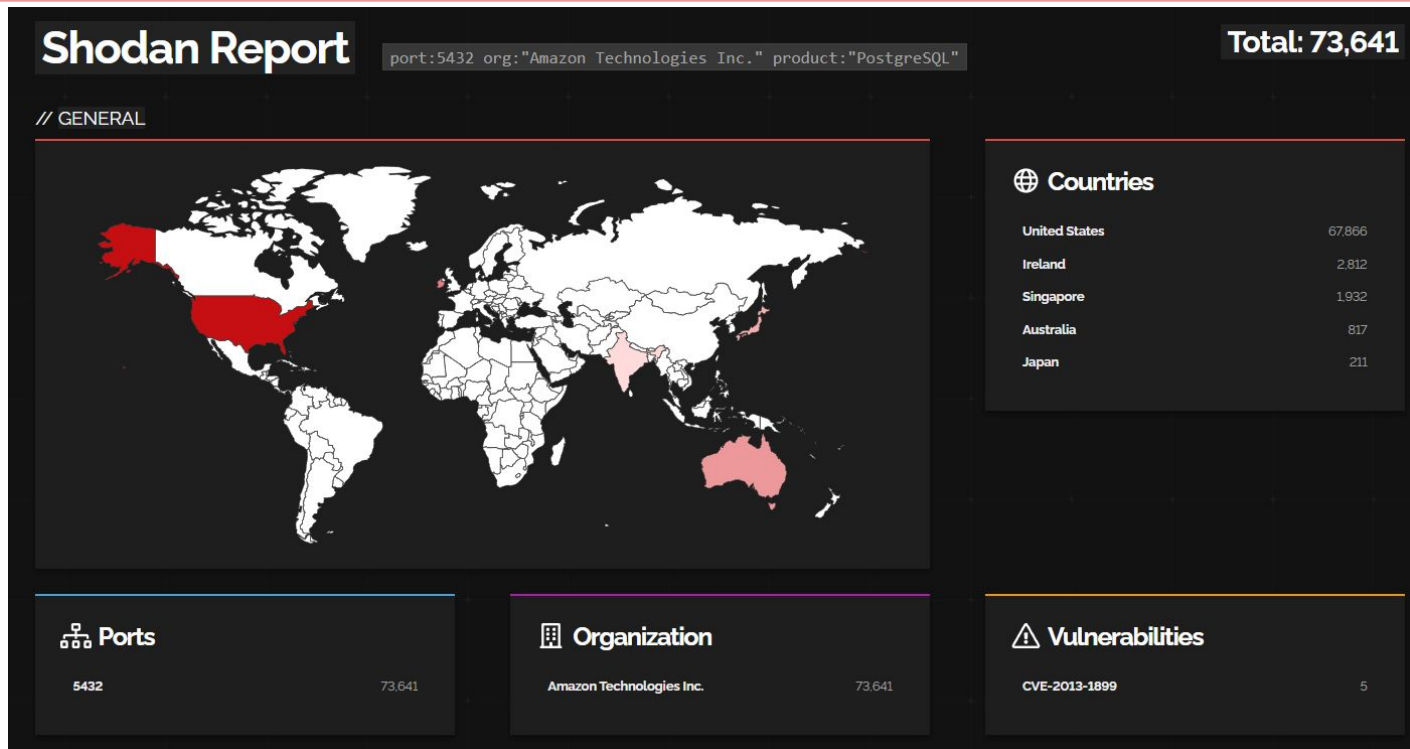 Shodan Report
port:5432 org:"Amazon Technologies Inc." product:"PostgreSQL"
Total: 73,641
// GENERAL
Countries
United States 67,866
Ireland 2,812
Singapore 1,932
Australia 817
Japan 211
Ports
5432 73,641
Organization
Amazon Technologies Inc. 73,641
Vulnerabilities
CVE-2013-1899 5